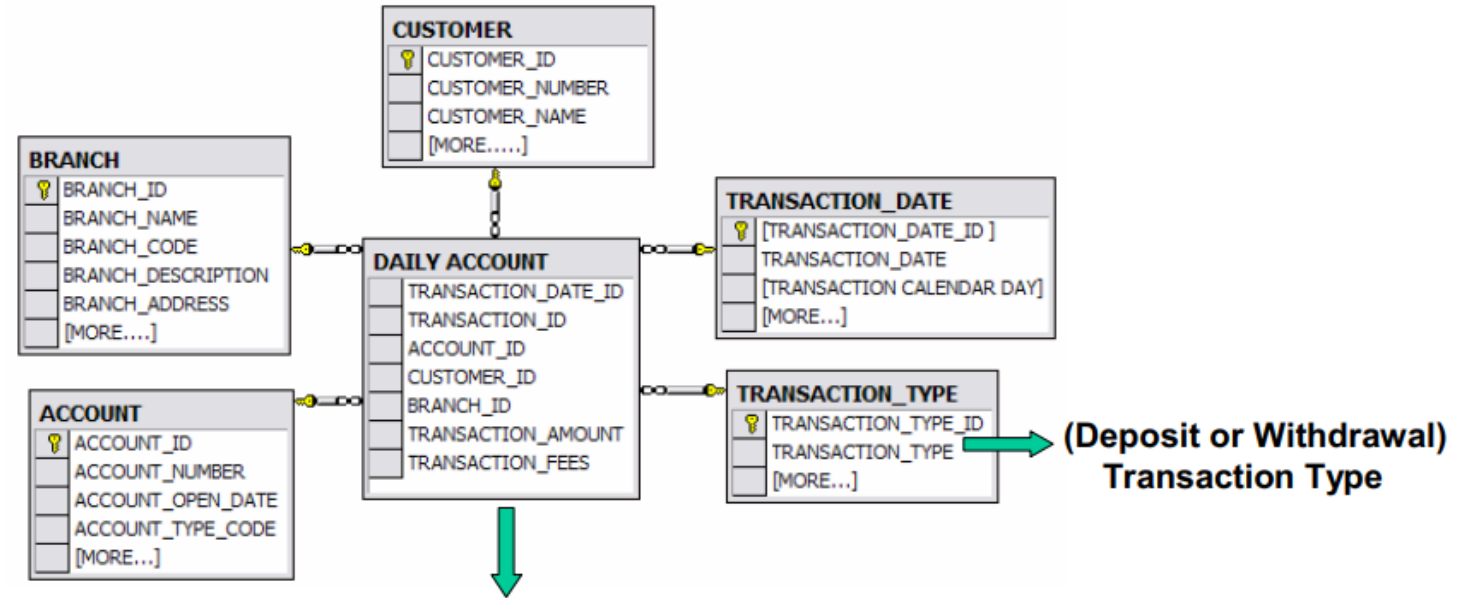 CUSTOMER
CUSTOMER_ID
CUSTOMER_NUMBER
CUSTOMER_NAME
[MORE.....]
BRANCH
BRANCH_ID
BRANCH_NAME
BRANCH_CODE
BRANCH_DESCRIPTION
BRANCH_ADDRESS
[MORE....]
TRANSACTION_DATE
[TRANSACTION_DATE_ID ]
TRANSACTION_DATE
[TRANSACTION CALENDAR DAY]
[MORE...]
DAILY ACCOUNT
TRANSACTION_DATE_ID
TRANSACTION_ID
ACCOUNT_ID
CUSTOMER_ID
BRANCH_ID
TRANSACTION_AMOUNT
TRANSACTION_FEES
ACCOUNT
ACCOUNT_ID
ACCOUNT_NUMBER
ACCOUNT_OPEN_DATE
ACCOUNT_TYPE_CODE
[MORE...]
TRANSACTION_TYPE
TRANSACTION_TYPE_ID
TRANSACTION_TYPE
[MORE...]
(Deposit or Withdrawal)
Transaction Type